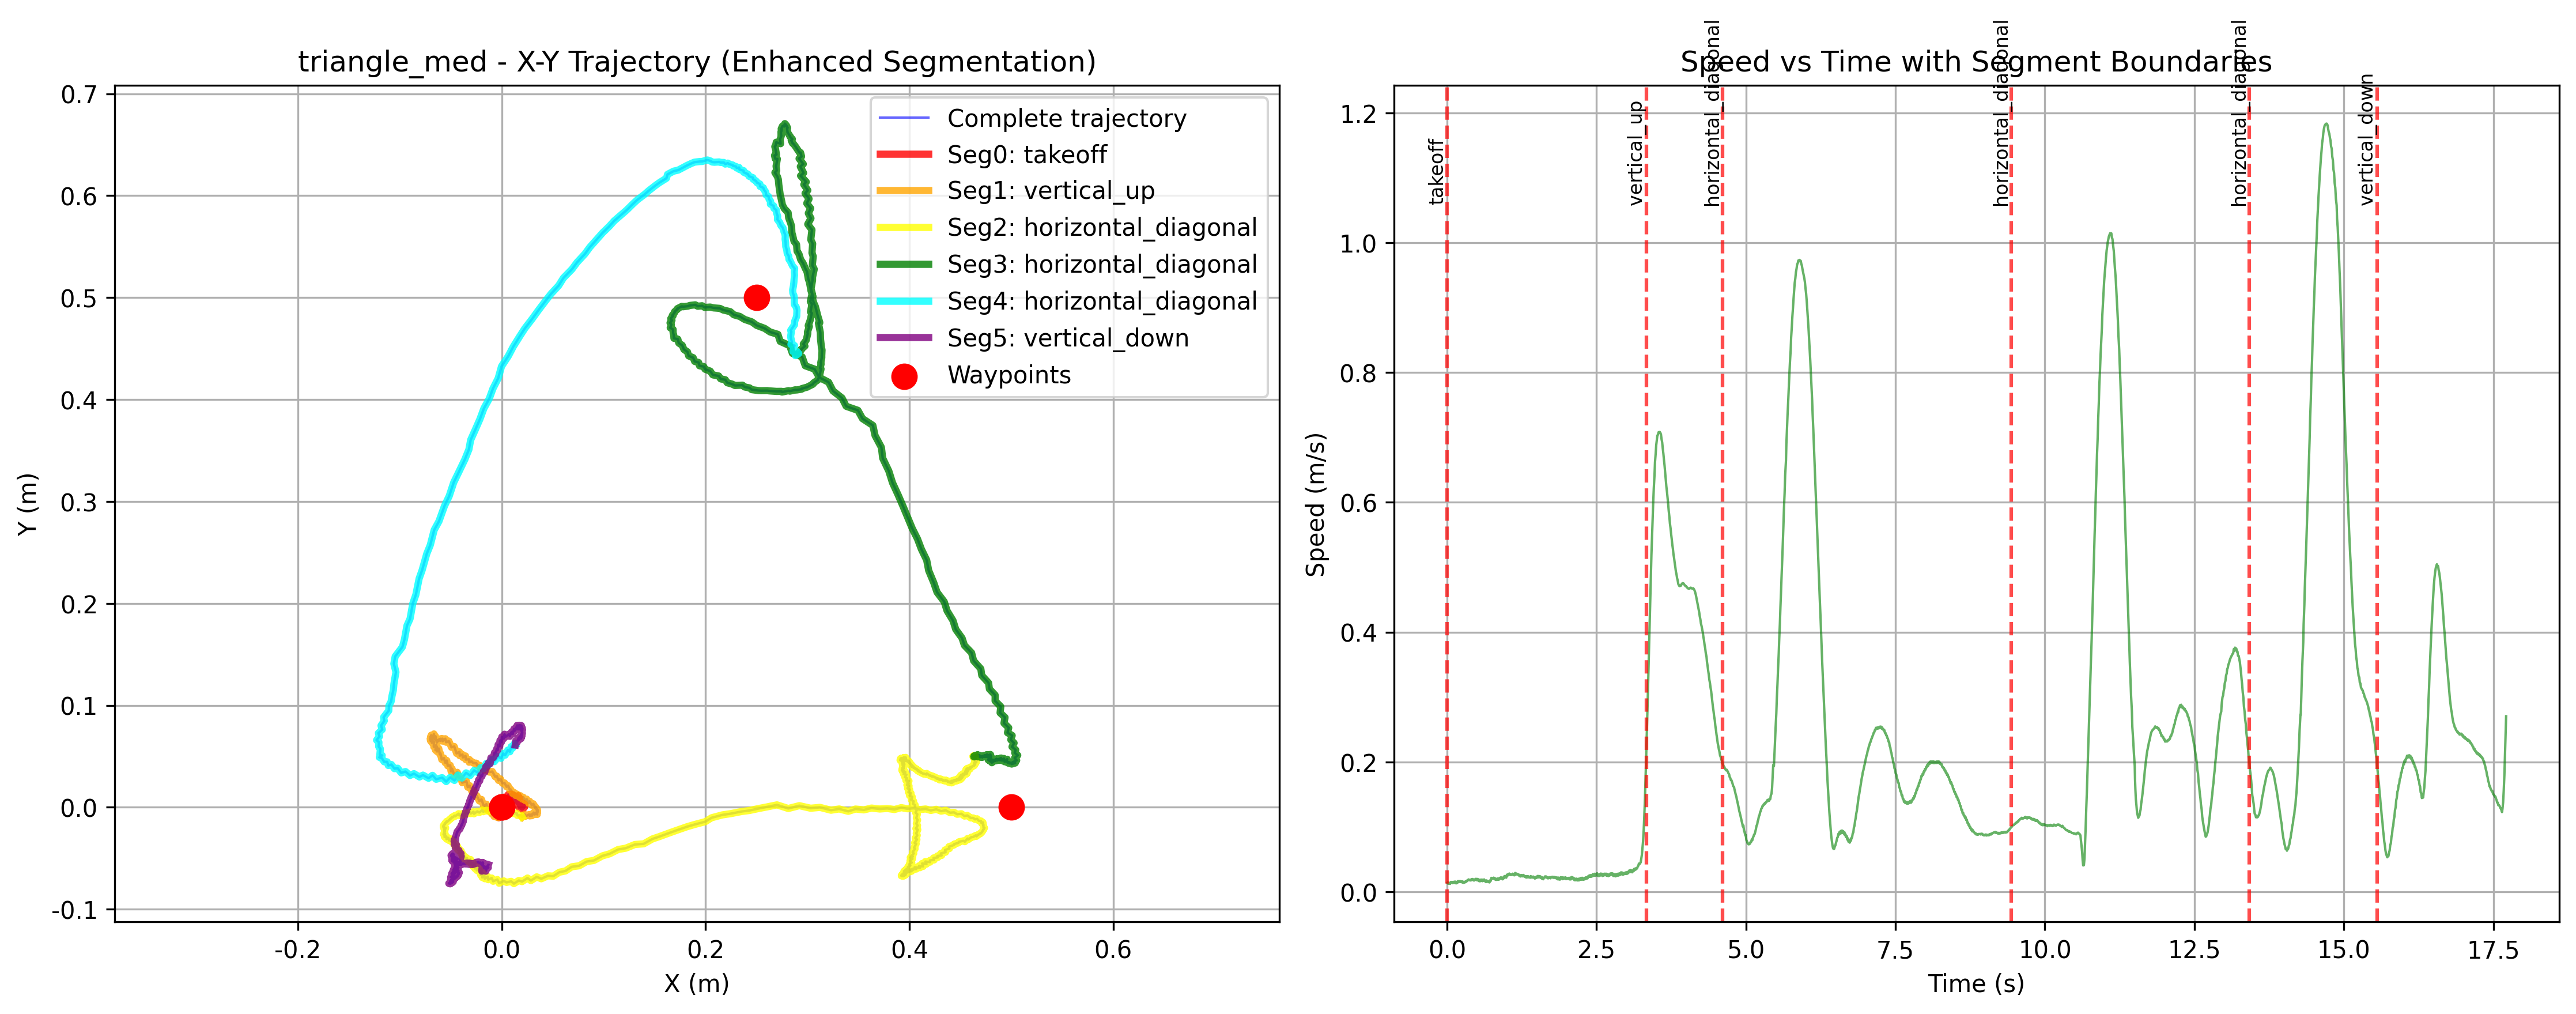 triangle_med - X-Y Trajectory (Enhanced Segmentation)
0.7
0.6
0.5
0.4
0.3
0.2
0.1
0.0
-0.1
Y (m)
-0.2
0.0
0.2
0.4
0.6
X (m)
Complete trajectory
Seg0: takeoff
Seg1: vertical_up
Seg2: horizontal_diagonal
Seg3: horizontal_diagonal
Seg4: horizontal_diagonal
Seg5: vertical_down
Waypoints
Speed vs Time with Segment Boundaries
takeoff
vertical_up
horizontal_diagonal
horizontal_diagonal
horizontal_diagonal
vertical_down
1.2
1.0
0.8
0.6
0.4
0.2
0.0
Speed (m/s)
0.0
2.5
5.0
7.5
10.0
12.5
15.0
17.5
Time (s)